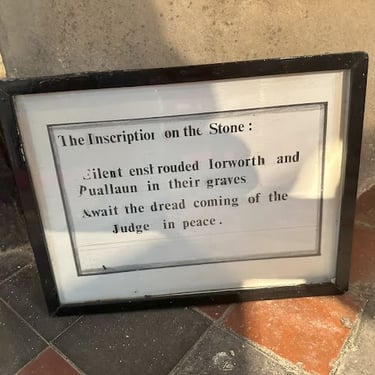 The Inscription on the Stone :
Silent enshrouded Iorworth and
Ruallaun in their graves
Await the dread coming of the
Judge in peace .